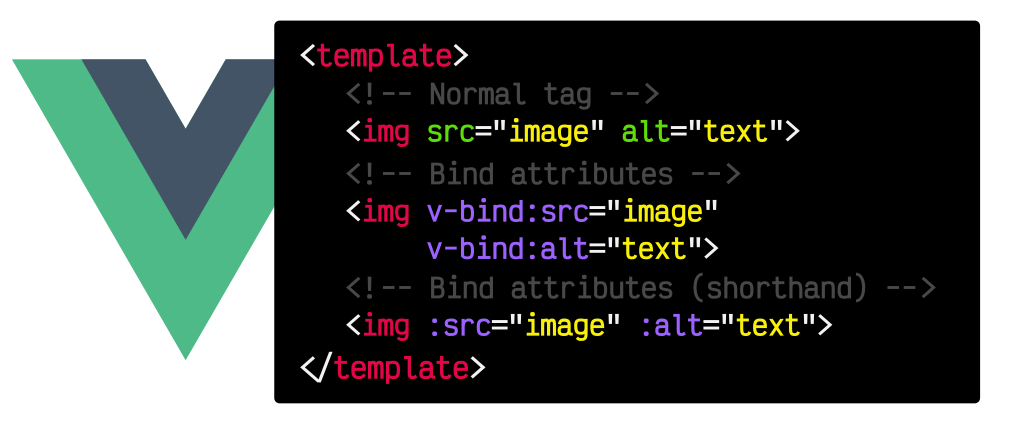 <template>
<!-- Normal tag -->
<img src="image" alt="text">
<!-- Bind attributes -->
<img v-bind:src="image"
v-bind:alt="text">
<!-- Bind attributes (shorthand) -->
<img :src="image" :alt="text">
</template>